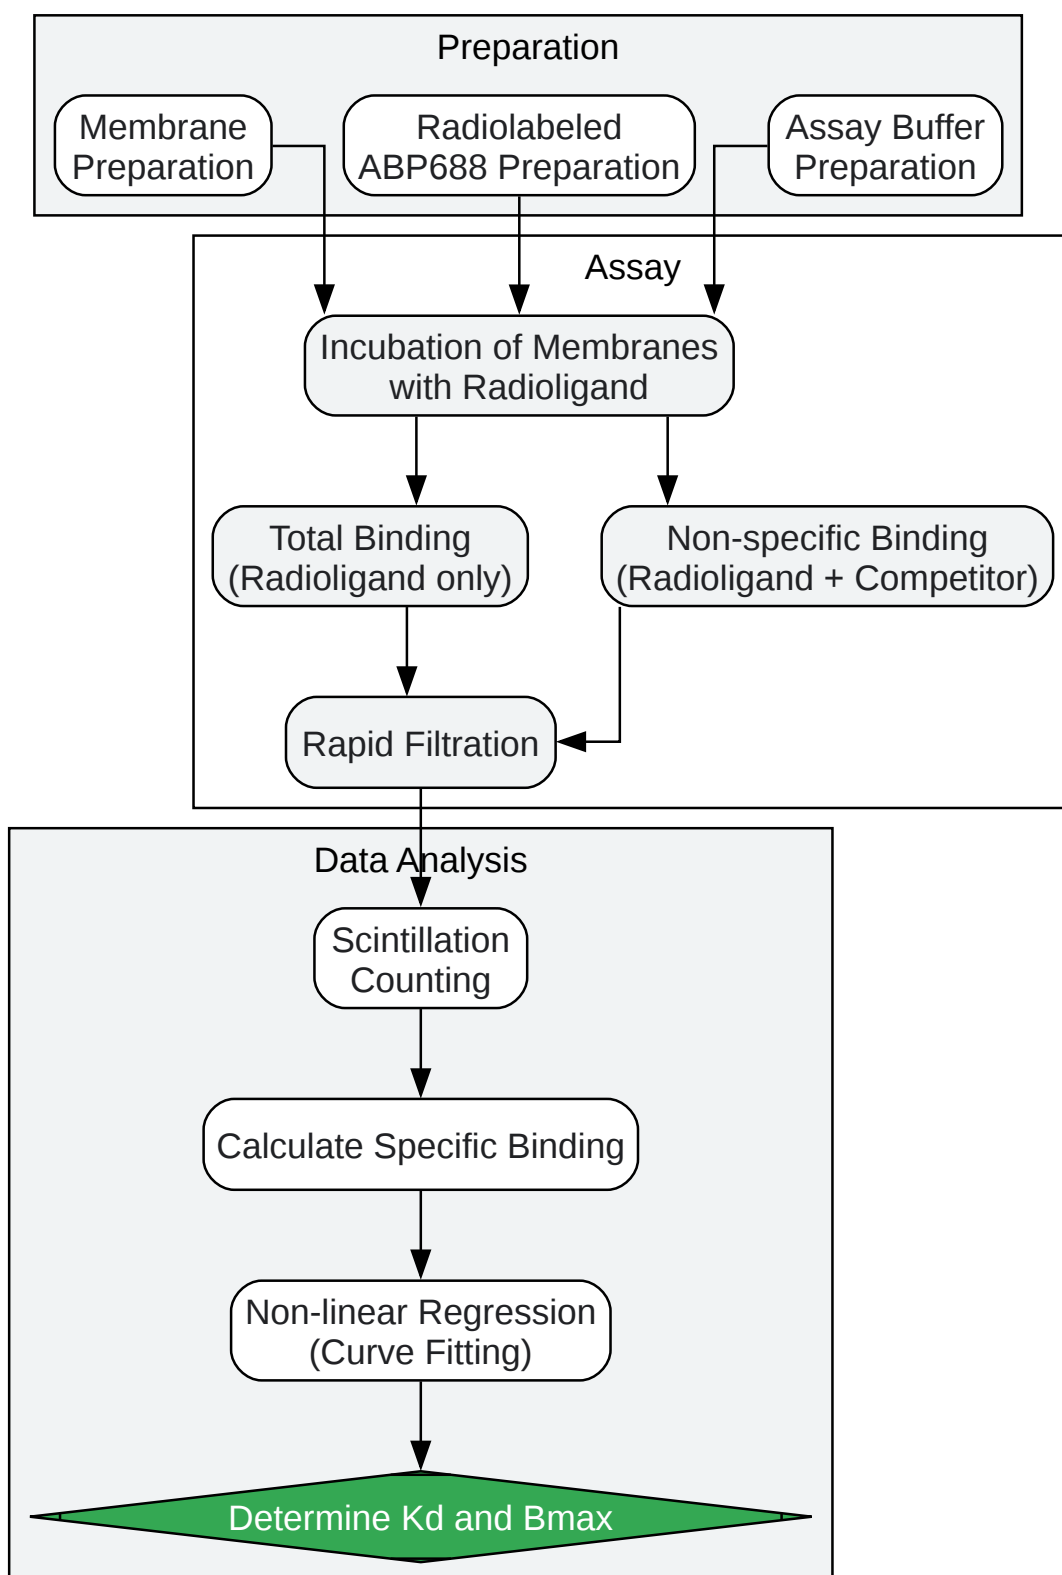 Preparation
Membrane
Preparation
Radiolabeled
ABP688 Preparation
Assay Buffer
Preparation
Assay
Incubation of Membranes
with Radioligand
Total Binding
(Radioligand only)
Non-specific Binding
(Radioligand + Competitor)
Rapid Filtration
Data Analysis
Scintillation
Counting
Calculate Specific Binding
Non-linear Regression
(Curve Fitting)
Determine Kd and Bmax